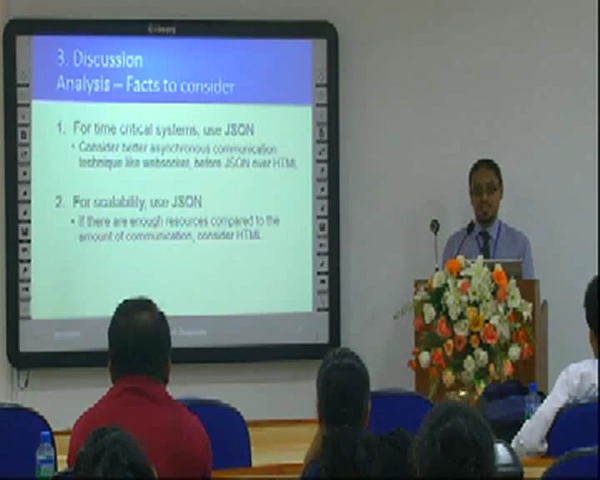 3. Discussion
Analysis – Facts to consider
1. For time critical systems, use JSON
• Consider better asynchronous communication
technique like websocket, before JSON over HTML
2. For scalability, use JSON
• If there are enough resources compared to the
amount of communication, consider HTML.